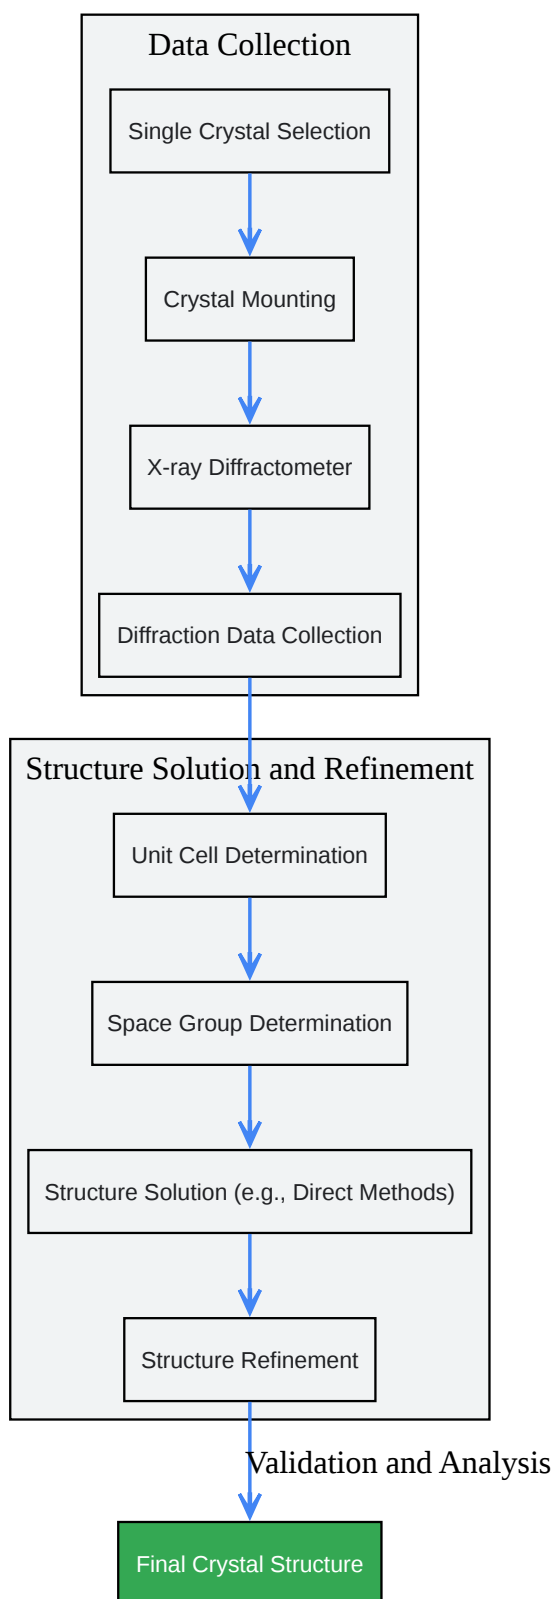 Data Collection
Single Crystal Selection
Crystal Mounting
X-ray Diffractometer
Diffraction Data Collection
Structure Solution and Refinement
Unit Cell Determination
Space Group Determination
Structure Solution (e.g., Direct Methods)
Structure Refinement
Validation and Analysis
Final Crystal Structure